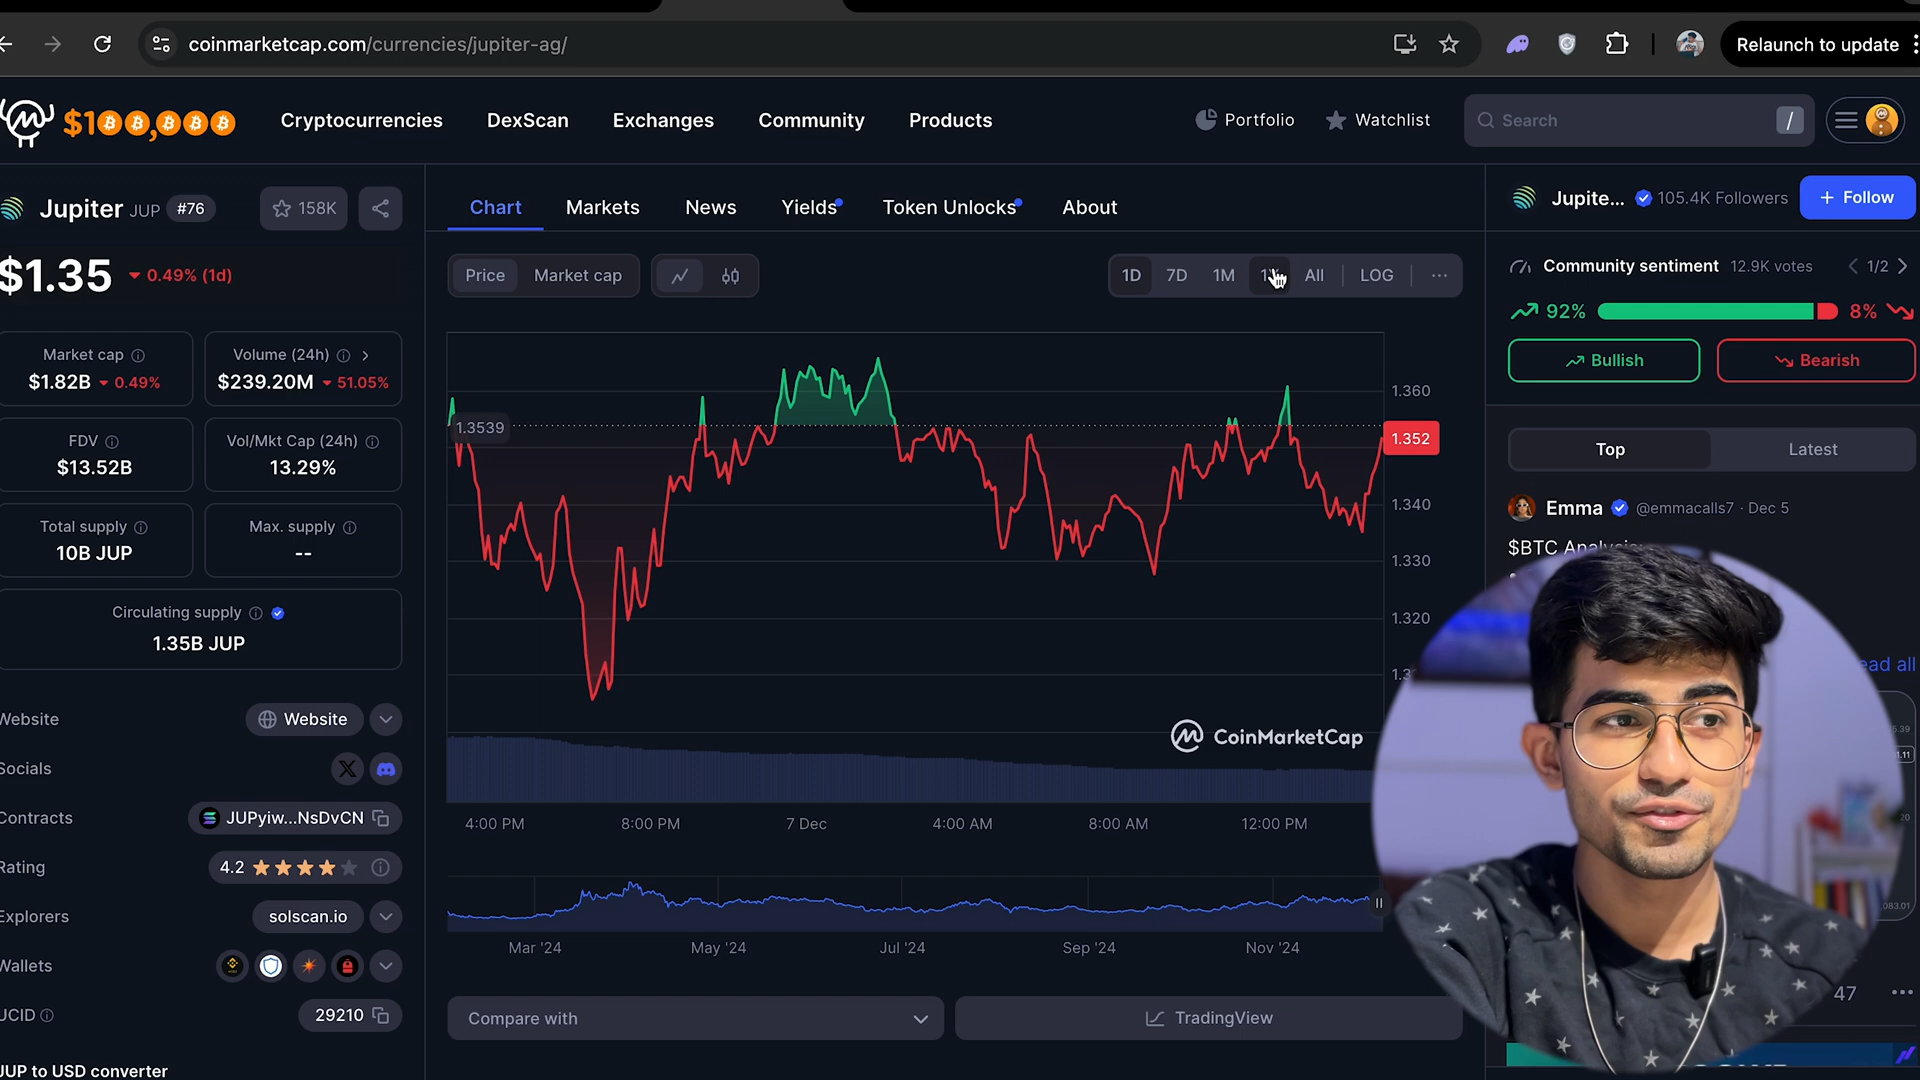 coinmarketcap.com/currencies/jupiter-ag/
Relaunch to update
$100,000
Cryptocurrencies
DexScan
Exchanges
Community
Products
Portfolio
Watchlist
Search
/
Jupiter JUP #76
158K
$1.35
0.49% (1d)
Market cap
$1.82B 0.49%
Volume (24h)
$239.20M 51.05%
FDV
$13.52B
Vol/Mkt Cap (24h)
13.29%
Total supply
10B JUP
Max. supply
--
Circulating supply
1.35B JUP
Website
Website
Socials
Contracts
JUPyiw...NsDvCN
Rating
4.2
Explorers
solscan.io
Wallets
UCID
29210
JUP to USD converter
Chart
Markets
News
Yields
Token Unlocks
About
Price
Market cap
1D
7D
1M
All
LOG
...
1.3539
1.360
1.352
1.340
1.330
1.320
CoinMarketCap
4:00 PM
8:00 PM
7 Dec
4:00 AM
8:00 AM
12:00 PM
Mar '24
May '24
Jul '24
Sep '24
Nov '24
Compare with
TradingView
Jupite...
105.4K Followers
+ Follow
Community sentiment 12.9K votes
1/2
92%
8%
Bullish
Bearish
Top
Latest
Emma @emmacalls7 · Dec 5
$BTC
47
...